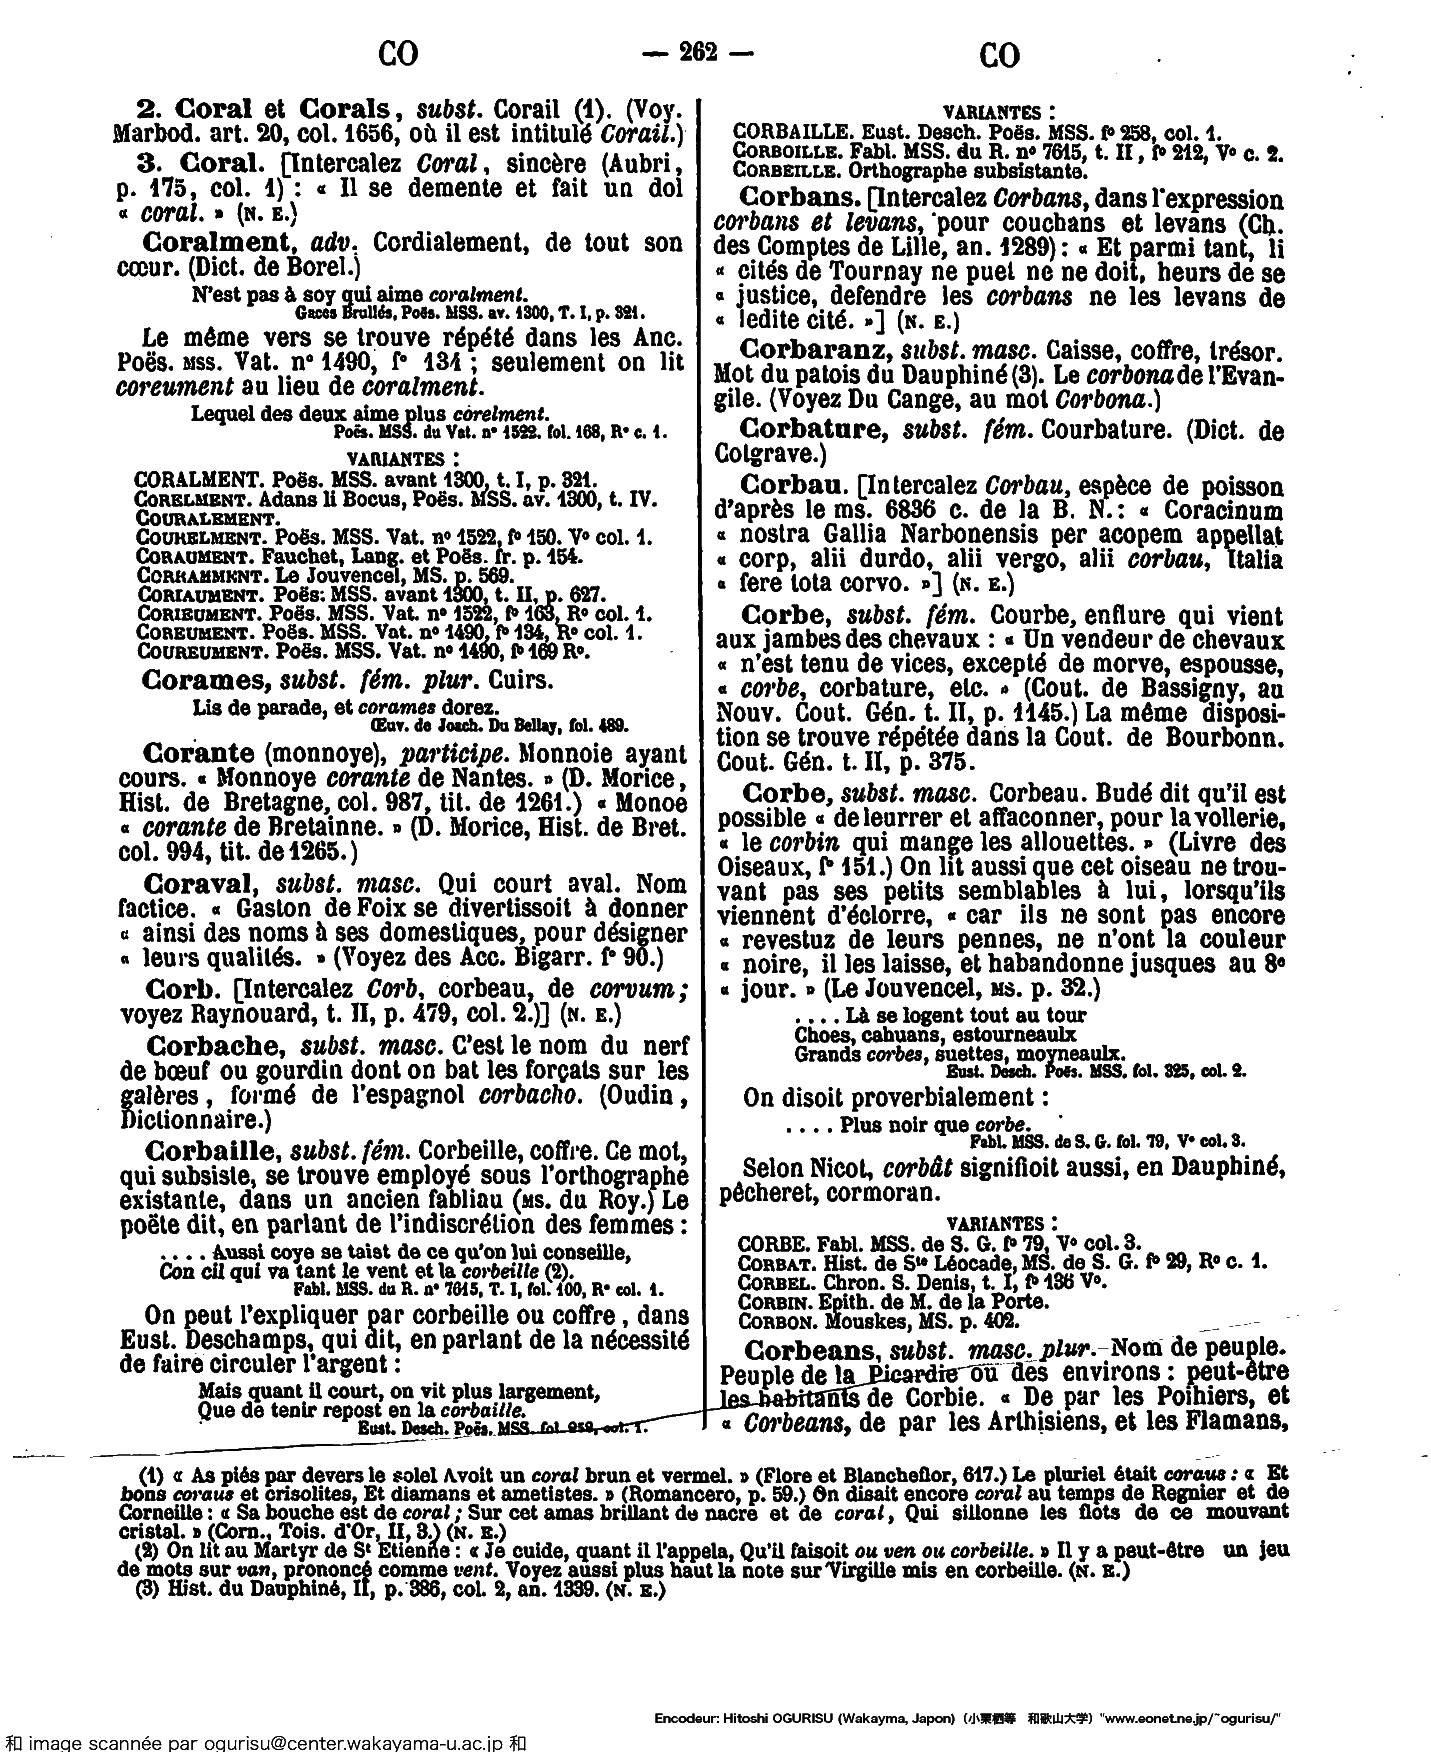 CO — 262 — CO
2. Coral et Corals, subst. Corail (1). (Voy.
Marbod. art. 20, col. 1656, où il est intitulé Corail.)
3. Coral. [Intercalez Coral, sincère (Aubri,
p. 175, col. 1) : « Il se demente et fait un dol
« coral. » (N. E.)
Coralment, adv. Cordialement, de tout son
cœur. (Dict. de Borel.)
N'est pas à soy qui aime coralment.
Gaces Brullés, Poës. MSS. av. 1300, T. I, p. 321.
Le même vers se trouve répété dans les Anc.
Poës. MSS. Vat. nº 1490, fº 134 ; seulement on lit
coreument au lieu de coralment.
Lequel des deux aime plus côrelment.
Poës. MSS. du Vat. nº 1522. fol. 168, Rº c. 1.
VARIANTES :
CORALMENT. Poës. MSS. avant 1300, t. I, p. 321.
CORELMENT. Adans li Bocus, Poës. MSS. av. 1300, t. IV.
COURALEMENT.
COURELMENT. Poës. MSS. Vat. nº 1522, fº 150. Vº col. 1.
CORAUMENT. Fauchet, Lang. et Poës. fr. p. 154.
CORRAMMENT. Le Jouvencel, MS. p. 569.
CORIAUMENT. Poës: MSS. avant 1300, t. II, p. 627.
CORIEUMENT. Poës. MSS. Vat. nº 1522, fº 163, Rº col. 1.
COREUMENT. Poës. MSS. Vat. nº 1490, fº 134, Rº col. 1.
COUREUMENT. Poës. MSS. Vat. nº 1490, fº 169 Rº.
Corames, subst. fém. plur. Cuirs.
Lis de parade, et corames dorez.
Œuv. de Joach. Du Bellay, fol. 489.
Corante (monnoye), participe. Monnoie ayant
cours. « Monnoye corante de Nantes. » (D. Morice,
Hist. de Bretagne, col. 987, tit. de 1261.) « Monoe
« corante de Bretainne. » (D. Morice, Hist. de Bret.
col. 994, tit. de 1265.)
Coraval, subst. masc. Qui court aval. Nom
factice. « Gaston de Foix se divertissoit à donner
« ainsi des noms à ses domestiques, pour désigner
« leurs qualités. » (Voyez des Acc. Bigarr. fº 90.)
Corb. [Intercalez Corb, corbeau, de corvum ;
voyez Raynouard, t. II, p. 479, col. 2.)] (N. E.)
Corbache, subst. masc. C'est le nom du nerf
de bœuf ou gourdin dont on bat les forçats sur les
galères, formé de l'espagnol corbacho. (Oudin,
Dictionnaire.)
Corbaille, subst. fém. Corbeille, coffre. Ce mot,
qui subsiste, se trouve employé sous l'orthographe
existante, dans un ancien fabliau (MS. du Roy.) Le
poëte dit, en parlant de l'indiscrétion des femmes :
.... Aussi coye se taist de ce qu'on lui conseille,
Con cil qui va tant le vent et la corbeille (2).
Fabl. MSS. du R. nº 7615, T. I, fol. 100, Rº col. 1.
On peut l'expliquer par corbeille ou coffre, dans
Eust. Deschamps, qui dit, en parlant de la nécessité
de faire circuler l'argent :
Mais quant il court, on vit plus largement,
Que de tenir repost en la corbaille.
Eust. Desch. Poës. MSS. fol. 258, col. 1.
VARIANTES :
CORBAILLE. Eust. Desch. Poës. MSS. fº 258, col. 1.
CORBOILLE. Fabl. MSS. du R. nº 7615, t. II, fº 212, Vº c. 2.
CORBEILLE. Orthographe subsistante.
Corbans. [Intercalez Corbans, dans l'expression
corbans et levans, pour couchans et levans (Ch.
des Comptes de Lille, an. 1289) : « Et parmi tant, li
« cités de Tournay ne puet ne ne doit, heurs de se
« justice, defendre les corbans ne les levans de
« ledite cité. »] (N. E.)
Corbaranz, subst. masc. Caisse, coffre, trésor.
Mot du patois du Dauphiné (3). Le corbona de l'Evan-
gile. (Voyez Du Cange, au mot Corbona.)
Corbature, subst. fém. Courbature. (Dict. de
Cotgrave.)
Corbau. [Intercalez Corbau, espèce de poisson
d'après le ms. 6836 c. de la B. N. : « Coracinum
« nostra Gallia Narbonensis per acopem appellat
« corp, alii durdo, alii vergo, alii corbau, Italia
« fere tota corvo. »] (N. E.)
Corbe, subst. fém. Courbe, enflure qui vient
aux jambes des chevaux : « Un vendeur de chevaux
« n'est tenu de vices, excepté de morve, espousse,
« corbe, corbature, etc. » (Cout. de Bassigny, au
Nouv. Cout. Gén. t. II, p. 1145.) La même disposi-
tion se trouve répétée dans la Cout. de Bourbonn.
Cout. Gén. t. II, p. 375.
Corbe, subst. masc. Corbeau. Budé dit qu'il est
possible « de leurrer et affaconner, pour la vollerie,
« le corbin qui mange les allouettes. » (Livre des
Oiseaux, fº 151.) On lit aussi que cet oiseau ne trou-
vant pas ses petits semblables à lui, lorsqu'ils
viennent d'éclorre, « car ils ne sont pas encore
« revestuz de leurs pennes, ne n'ont la couleur
« noire, il les laisse, et habandonne jusques au 8º
« jour. » (Le Jouvencel, MS. p. 32.)
.... Là se logent tout au tour
Choes, cahuans, estourneaulx
Grands corbes, suettes, moyneaulx.
Eust. Desch. Poës. MSS. fol. 325, col. 2.
On disoit proverbialement :
.... Plus noir que corbe.
Fabl. MSS. de S. G. fol. 79, Vº col. 3.
Selon Nicot, corbât signifioit aussi, en Dauphiné,
pêcheret, cormoran.
VARIANTES :
CORBE. Fabl. MSS. de S. G. fº 79, Vº col. 3.
CORBAT. Hist. de Ste Léocade, MS. de S. G. fº 29, Rº c. 1.
CORBEL. Chron. S. Denis, t. I, fº 136 Vº.
CORBIN. Epith. de M. de la Porte.
CORBON. Mouskes, MS. p. 402.
Corbeans, subst. masc. plur. Nom de peuple.
Peuple de la Picardie ou des environs : peut-être
les habitants de Corbie. « De par les Poihiers, et
« Corbeans, de par les Arthisiens, et les Flamans,
(1) « As piés par devers le solel Avoit un coral brun et vermel. » (Flore et Blancheflor, 617.) Le pluriel était coraus : « Et
bons coraus et crisolites, Et diamans et ametistes. » (Romancero, p. 59.) On disait encore coral au temps de Regnier et de
Corneille : « Sa bouche est de coral ; Sur cet amas brillant de nacre et de coral, Qui sillonne les flots de ce mouvant
cristal. » (Corn., Tois. d'Or, II, 3.) (N. E.)
(2) On lit au Martyr de St Etienne : « Je cuide, quant il l'appela, Qu'il faisoit ou ven ou corbeille. » Il y a peut-être un jeu
de mots sur van, prononcé comme vent. Voyez aussi plus haut la note sur Virgille mis en corbeille. (N. E.)
(3) Hist. du Dauphiné, II, p. 386, col. 2, an. 1339. (N. E.)
Encodeur: Hitoshi OGURISU (Wakayma, Japon) (小栗栖等 和歌山大学) "www.eonet.ne.jp/~ogurisu/"
和 image scannée par ogurisu@center.wakayama-u.ac.jp 和